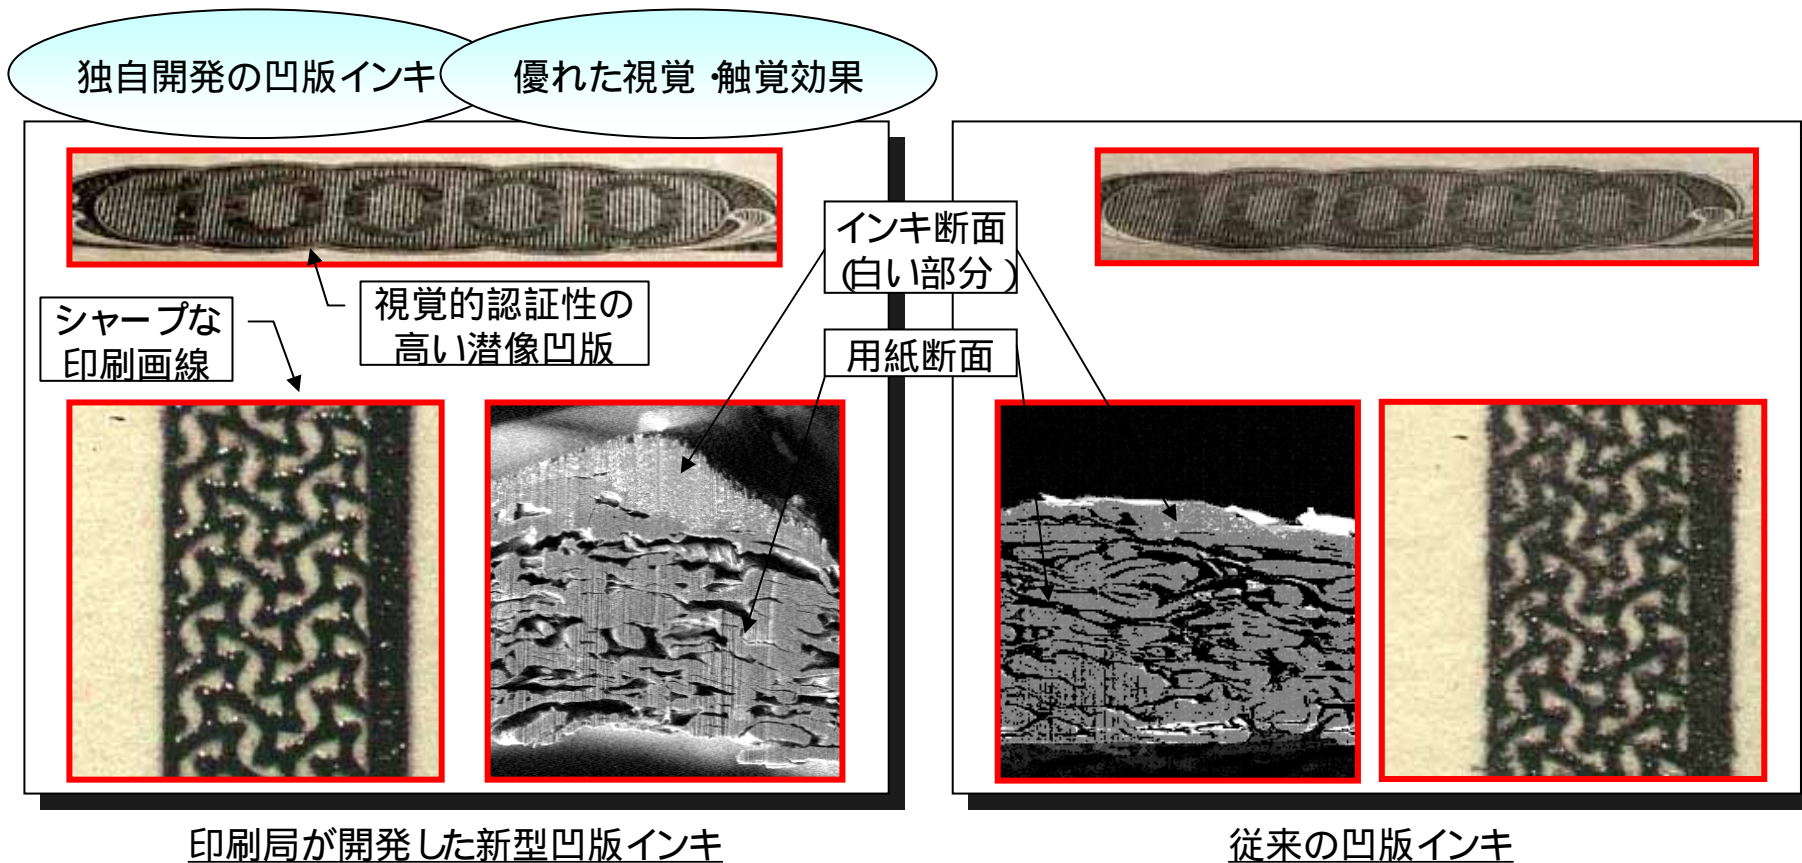 独自開発の凹版インキ
優れた視覚・触覚効果
インキ断面
(白い部分)
視覚的認証性の
高い潜像凹版
シャープな
印刷画線
用紙断面
印刷局が開発した新型凹版インキ
従来の凹版インキ